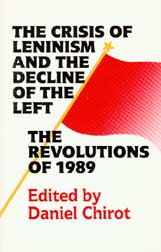 THE CRISIS OF
LENINISM
AND THE
DECLINE
OF THE
LEFT
THE
REVOLUTIONS
OF 1989
Edited by
Daniel Chirot